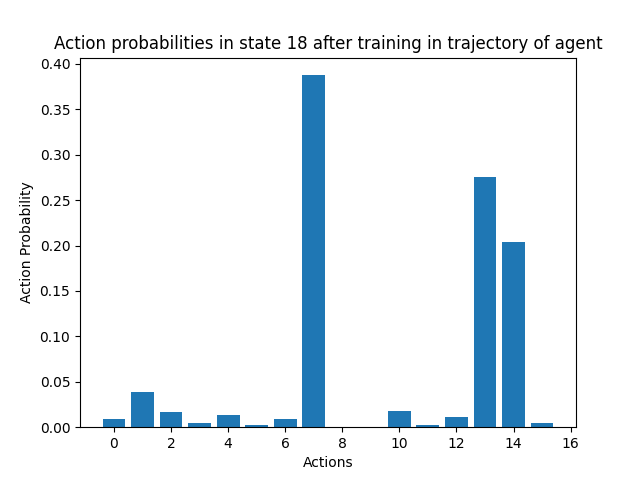 Action probabilities in state 18 after training in trajectory of agent
0.40
0.35
0.30
0.25
0.20
0.15
0.10
0.05
0.00
Action Probability
0 2 4 6 8 10 12 14 16
Actions